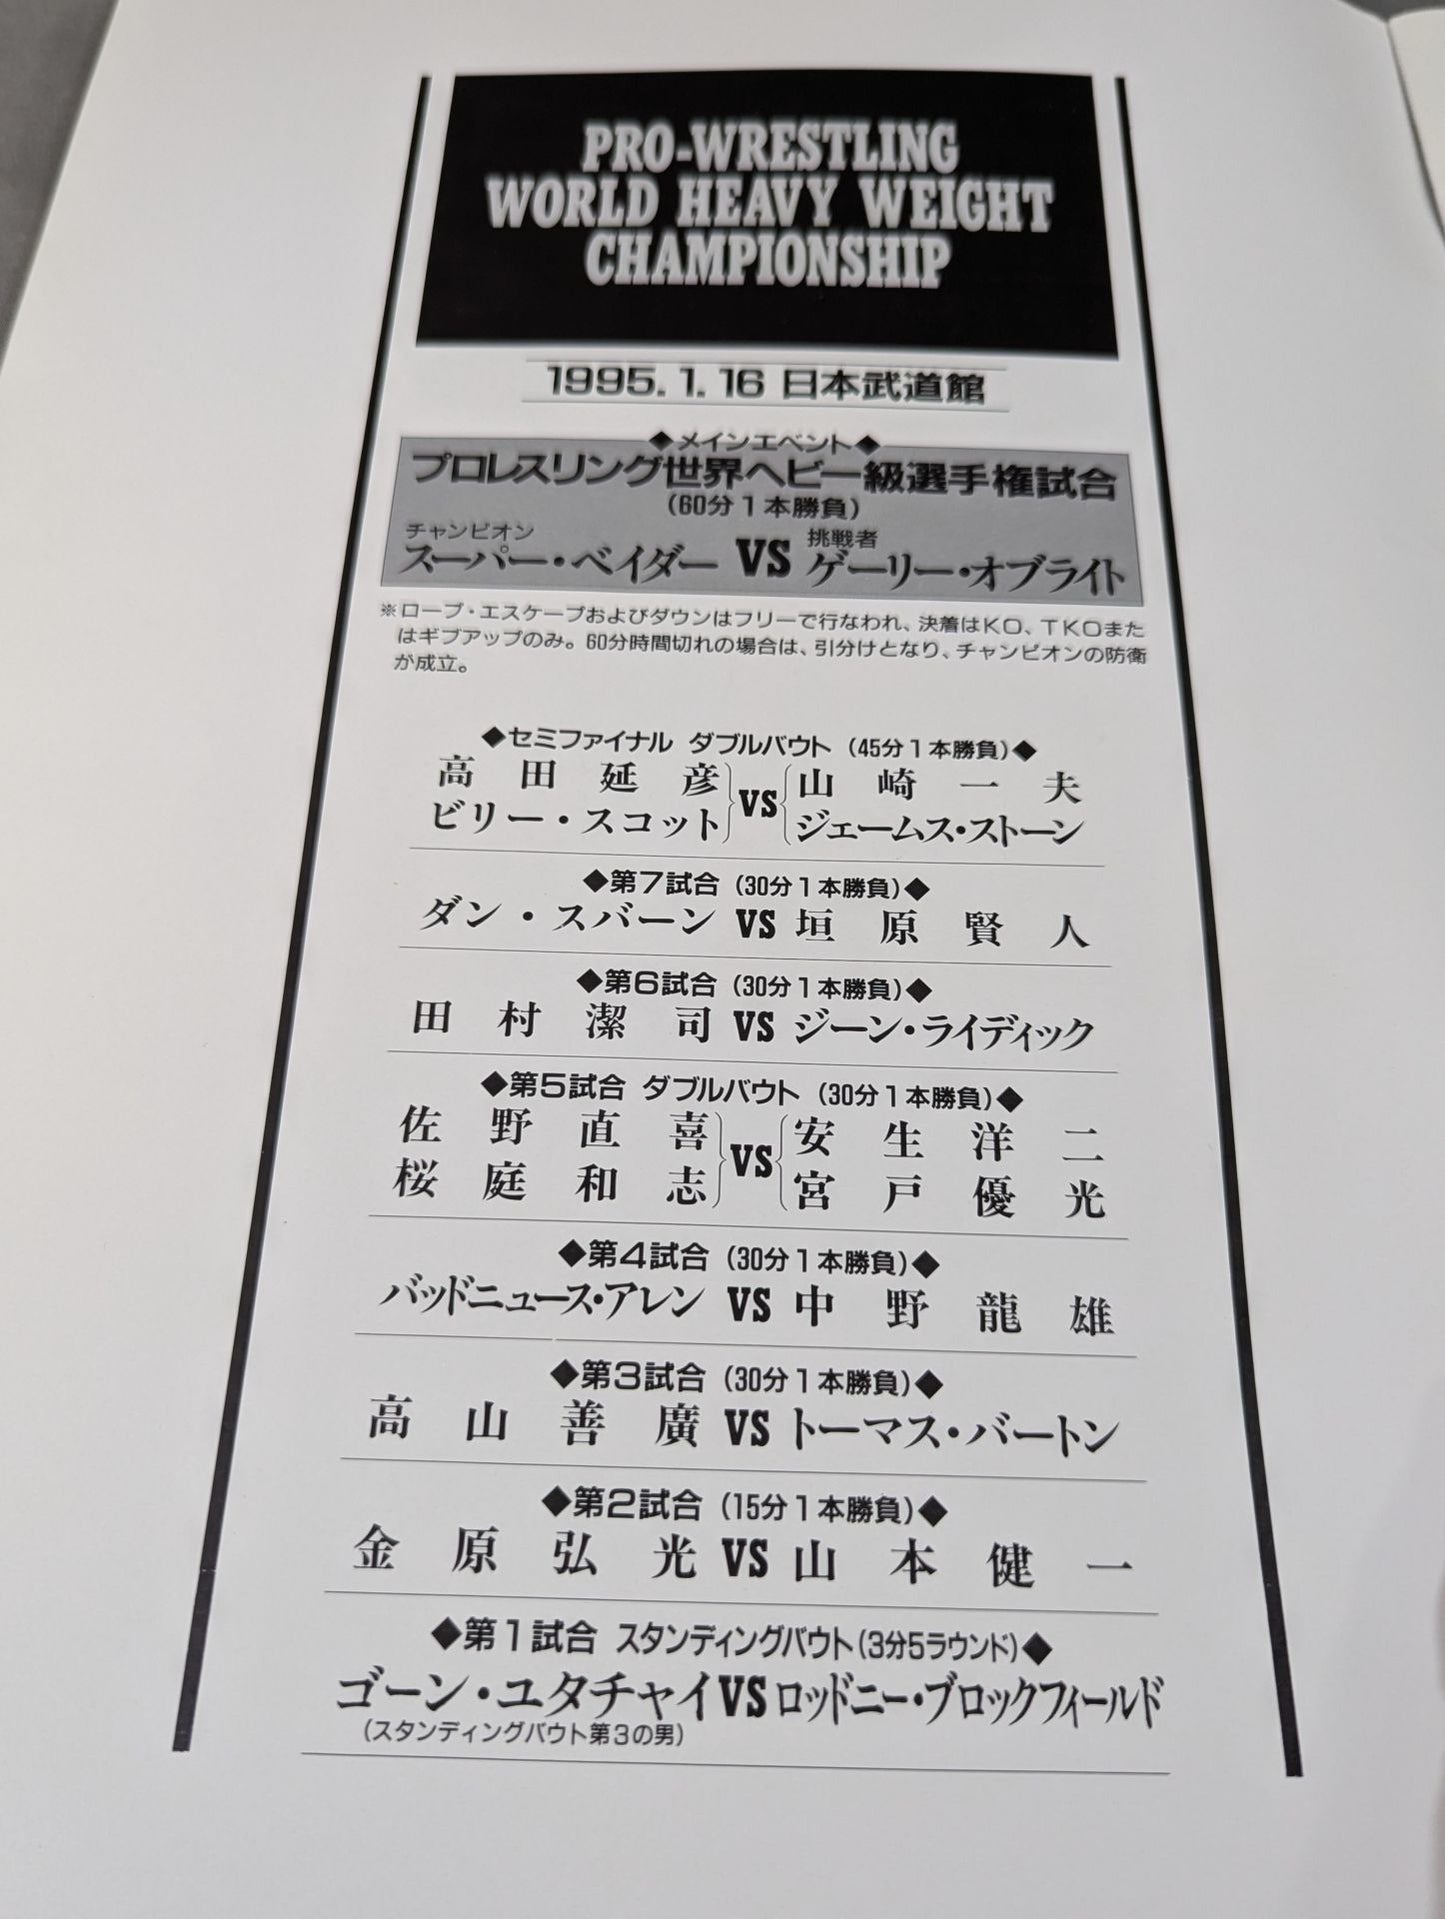 PRO-WRESTLING
WORLD HEAVY WEIGHT
CHAMPIONSHIP
1995.1.16 日本武道館
◆メインエベント◆
プロレスリング世界ヘビー級選手権試合
(60分1本勝負)
チャンピオン 挑戦者
スーパー・ベイダー VS ゲーリー・オブライト
※ロープ・エスケープおよびダウンはフリーで行なわれ、決着はKO、TKOまた
はギブアップのみ。60分時間切れの場合は、引分けとなり、チャンピオンの防衛
が成立。
◆セミファイナル ダブルバウト (45分1本勝負)◆
高田延彦 VS 山崎一夫
ビリー・スコット ジェームス・ストーン
◆第7試合 (30分1本勝負)◆
ダン・スバーン VS 垣原賢人
◆第6試合 (30分1本勝負)◆
田村潔司 VS ジーン・ライディック
◆第5試合 ダブルバウト (30分1本勝負)◆
佐野直喜 VS 安生洋二
桜庭和志 宮戸優光
◆第4試合 (30分1本勝負)◆
バッドニュース・アレン VS 中野龍雄
◆第3試合 (30分1本勝負)◆
高山善廣 VS トーマス・バートン
◆第2試合 (15分1本勝負)◆
金原弘光 VS 山本健一
◆第1試合 スタンディングバウト(3分5ラウンド)◆
ゴーン・ユタチャイ VS ロッドニー・ブロックフィールド
(スタンディングバウト第3の男)